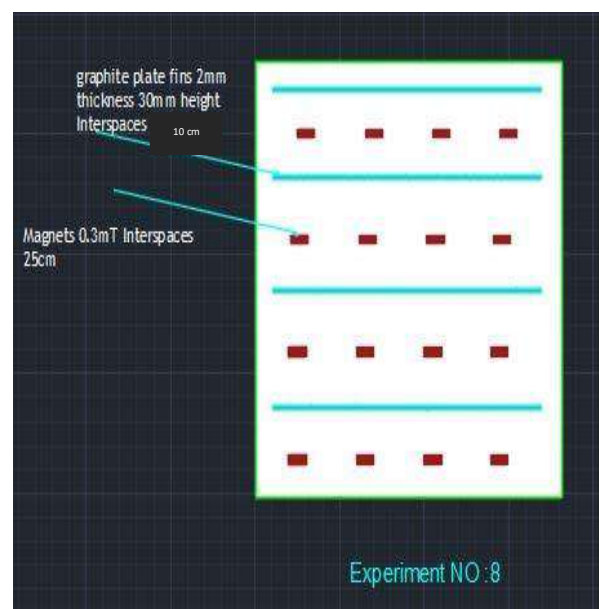 graphite plate fins 2mm
thickness 30mm height
Interspaces 10 cm
Magnets 0.3mT Interspaces
25cm
Experiment NO :8